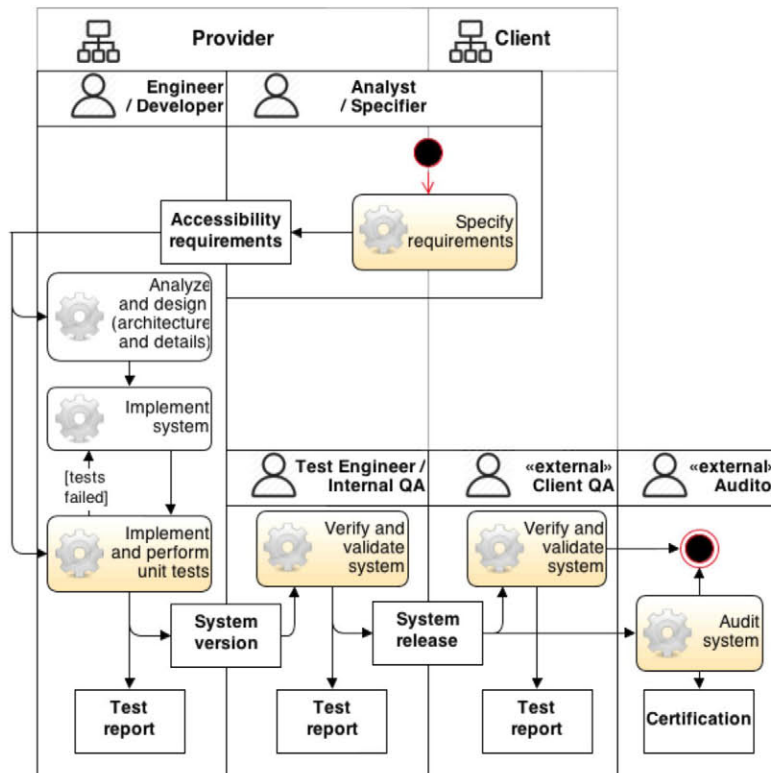 Provider
Client
Engineer
/ Developer
Analyst
/ Specifier
Specify
requirements
Accessibility
requirements
Analyze
and design
(architecture
and details)
Implement
system
[tests
failed]
Test Engineer /
Internal QA
«external»
Client QA
«external»
Audito
Implement
and perform
unit tests
Verify and
validate
system
Verify and
validate
system
System
version
System
release
Audit
system
Test
report
Test
report
Test
report
Certification